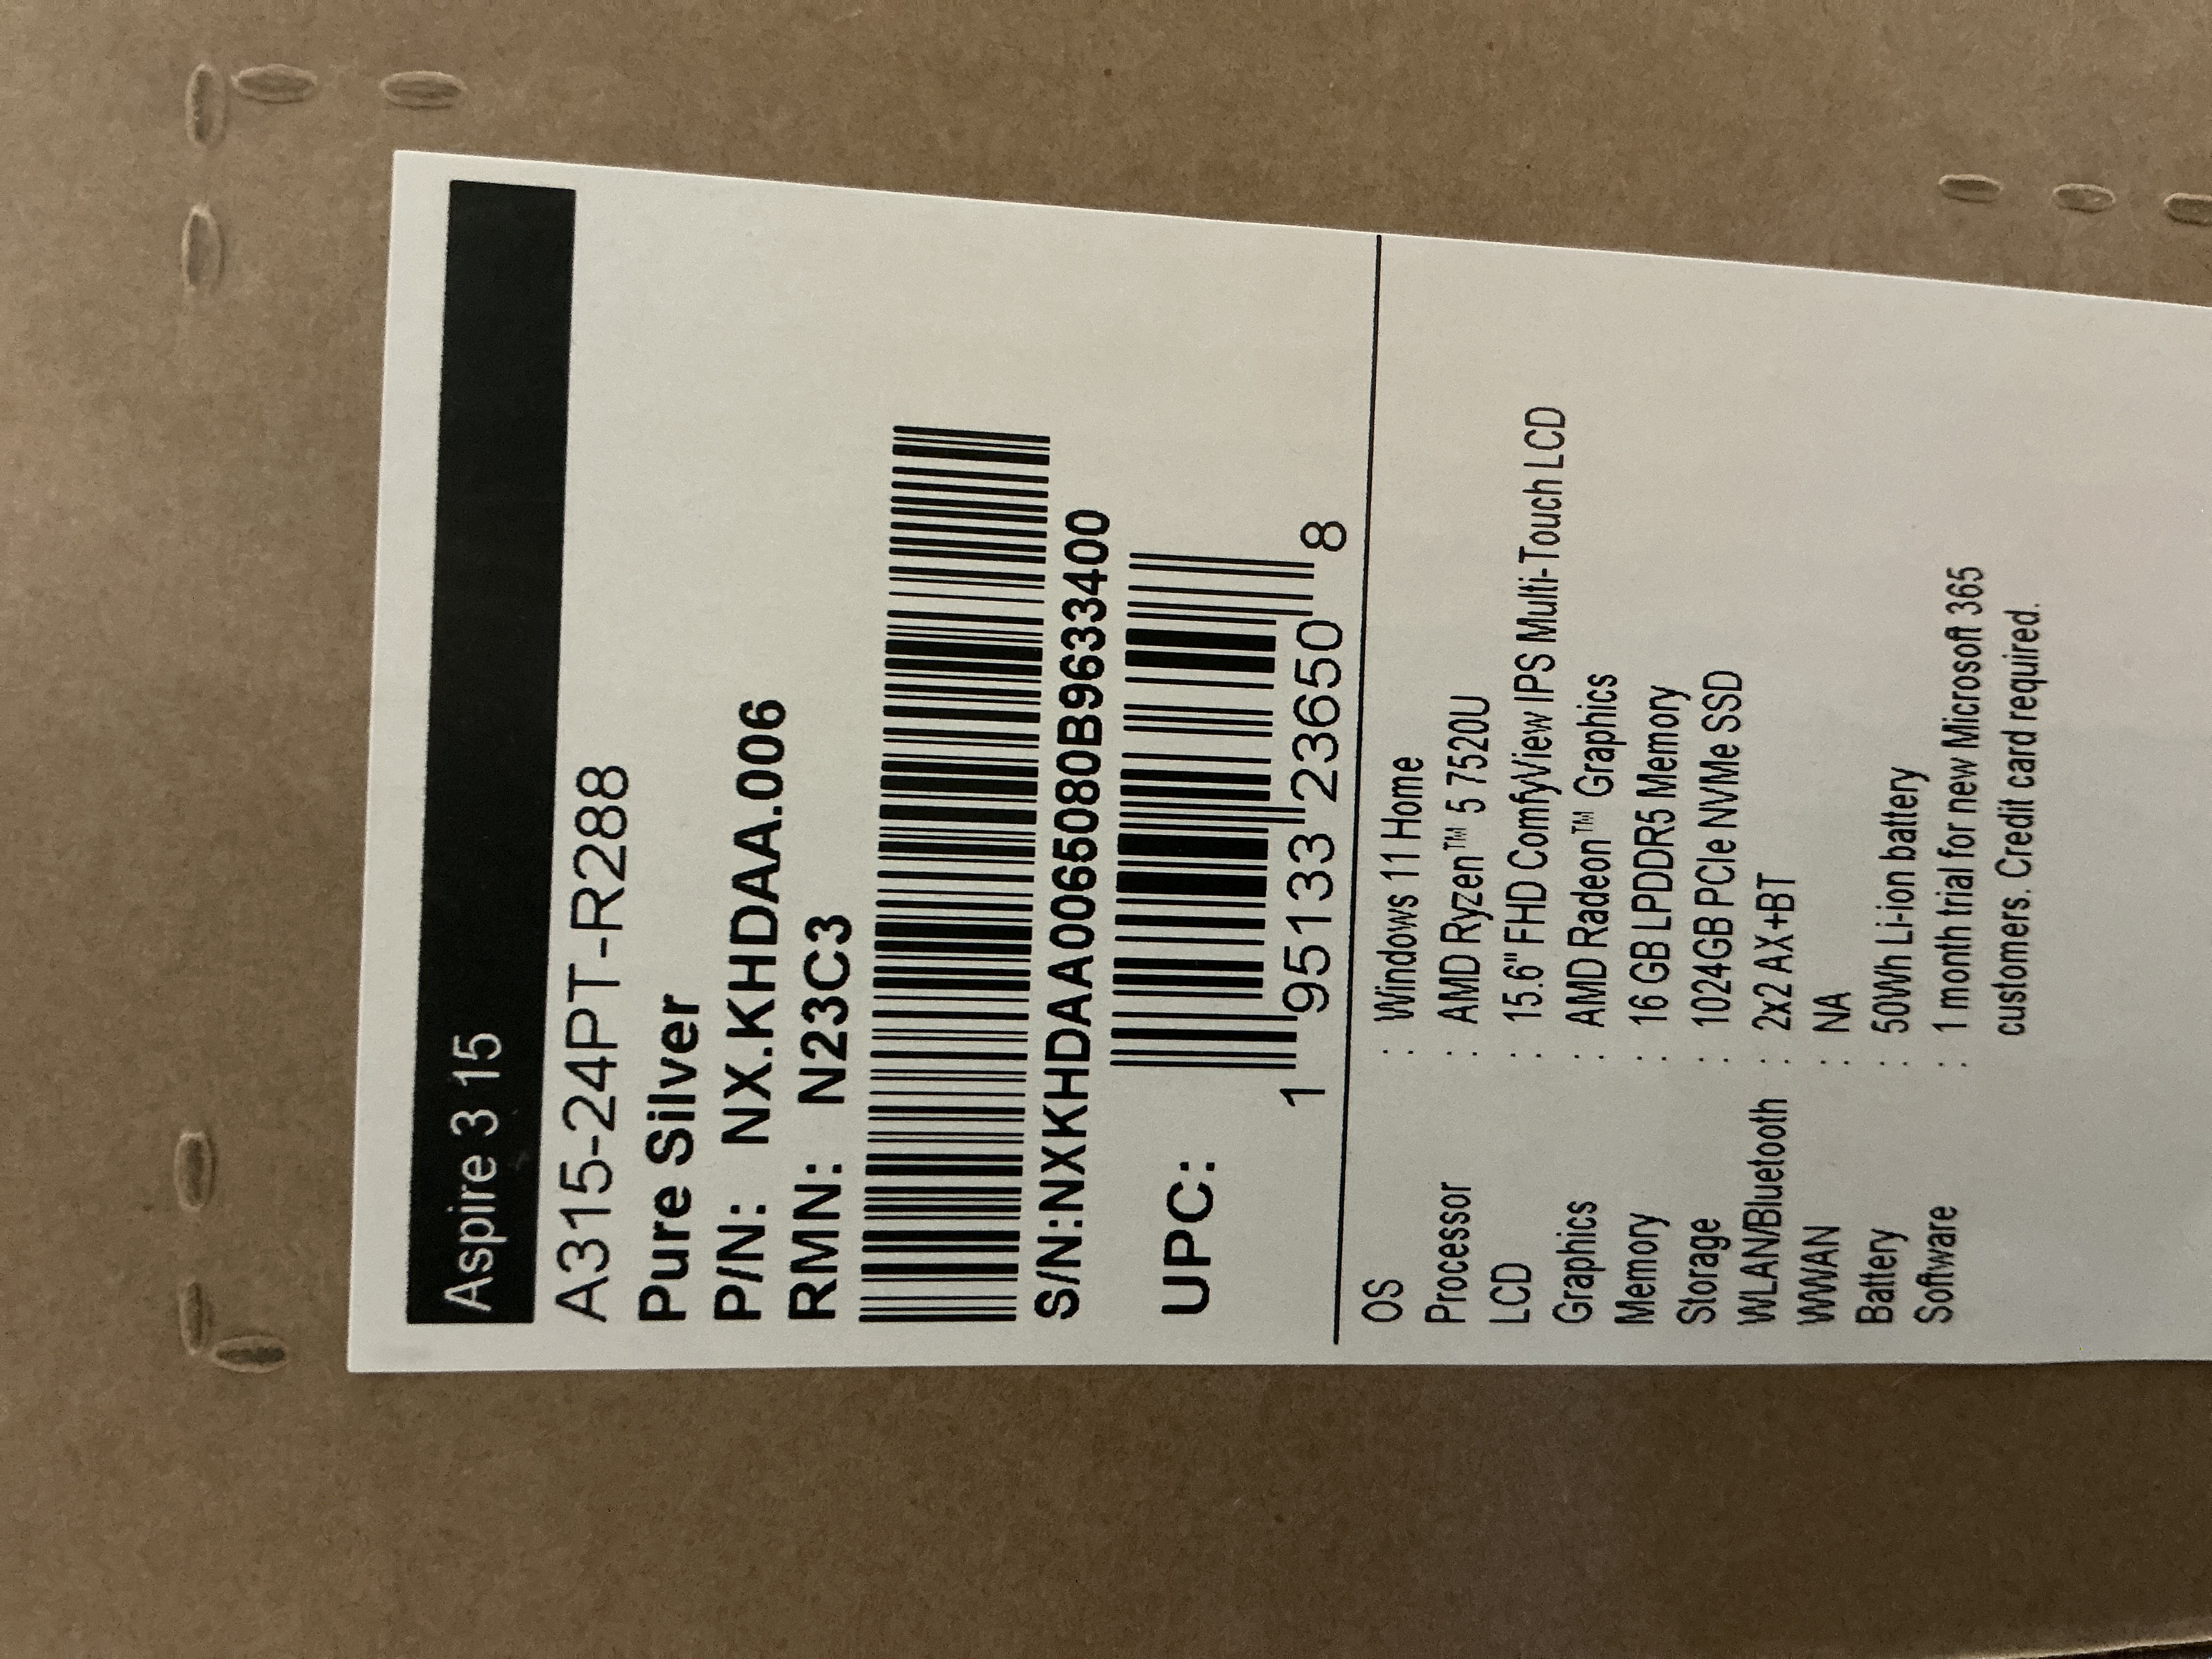 Aspire 3 15
A315-24PT-R288
Pure Silver
P/N: NX.KHDAA.006
RMN: N23C3
S/N:NXKHDAA0065080B9633400
UPC:
1 95133 23650 8
OS : Windows 11 Home
Processor : AMD Ryzen™ 5 7520U
LCD : 15.6" FHD ComfyView IPS Multi-Touch LCD
Graphics : AMD Radeon™ Graphics
Memory : 16 GB LPDDR5 Memory
Storage : 1024GB PCIe NVMe SSD
WLAN/Bluetooth : 2x2 AX+BT
WWAN : NA
Battery : 50Wh Li-ion battery
Software : 1 month trial for new Microsoft 365
customers. Credit card required.